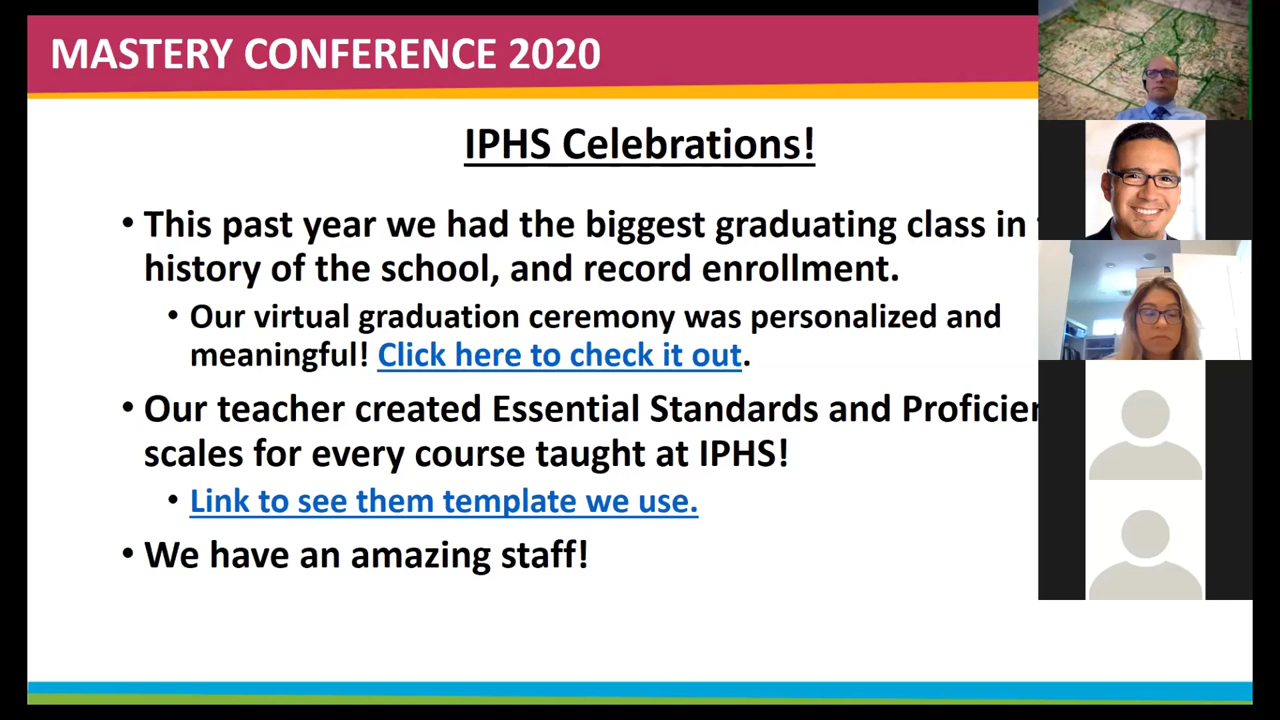 MASTERY CONFERENCE 2020
IPHS Celebrations!
• This past year we had the biggest graduating class in
history of the school, and record enrollment.
• Our virtual graduation ceremony was personalized and
meaningful! Click here to check it out.
• Our teacher created Essential Standards and
scales for every course taught at IPHS!
• Link to see them template we use.
• We have an amazing staff!